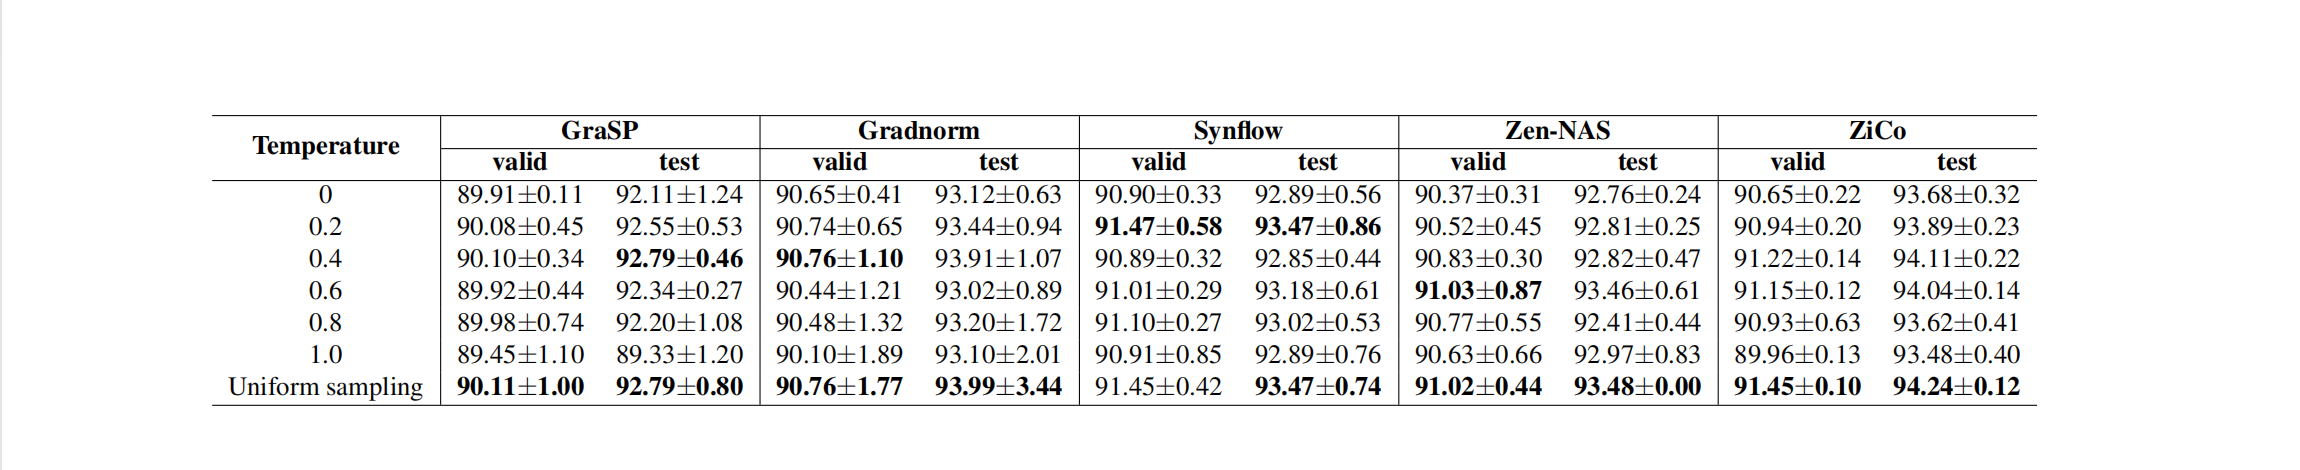 Temperature GraSP Gradnorm Synflow Zen-NAS ZiCo
valid test valid test valid test valid test valid test
0 89.91±0.11 92.11±1.24 90.65±0.41 93.12±0.63 90.90±0.33 92.89±0.56 90.37±0.31 92.76±0.24 90.65±0.22 93.68±0.32
0.2 90.08±0.45 92.55±0.53 90.74±0.65 93.44±0.94 91.47±0.58 93.47±0.86 90.52±0.45 92.81±0.25 90.94±0.20 93.89±0.23
0.4 90.10±0.34 92.79±0.46 90.76±1.10 93.91±1.07 90.89±0.32 92.85±0.44 90.83±0.30 92.82±0.47 91.22±0.14 94.11±0.22
0.6 89.92±0.44 92.34±0.27 90.44±1.21 93.02±0.89 91.01±0.29 93.18±0.61 91.03±0.87 93.46±0.61 91.15±0.12 94.04±0.14
0.8 89.98±0.74 92.20±1.08 90.48±1.32 93.20±1.72 91.10±0.27 93.02±0.53 90.77±0.55 92.41±0.44 90.93±0.63 93.62±0.41
1.0 89.45±1.10 89.33±1.20 90.10±1.89 93.10±2.01 90.91±0.85 92.89±0.76 90.63±0.66 92.97±0.83 89.96±0.13 93.48±0.40
Uniform sampling 90.11±1.00 92.79±0.80 90.76±1.77 93.99±3.44 91.45±0.42 93.47±0.74 91.02±0.44 93.48±0.00 91.45±0.10 94.24±0.12